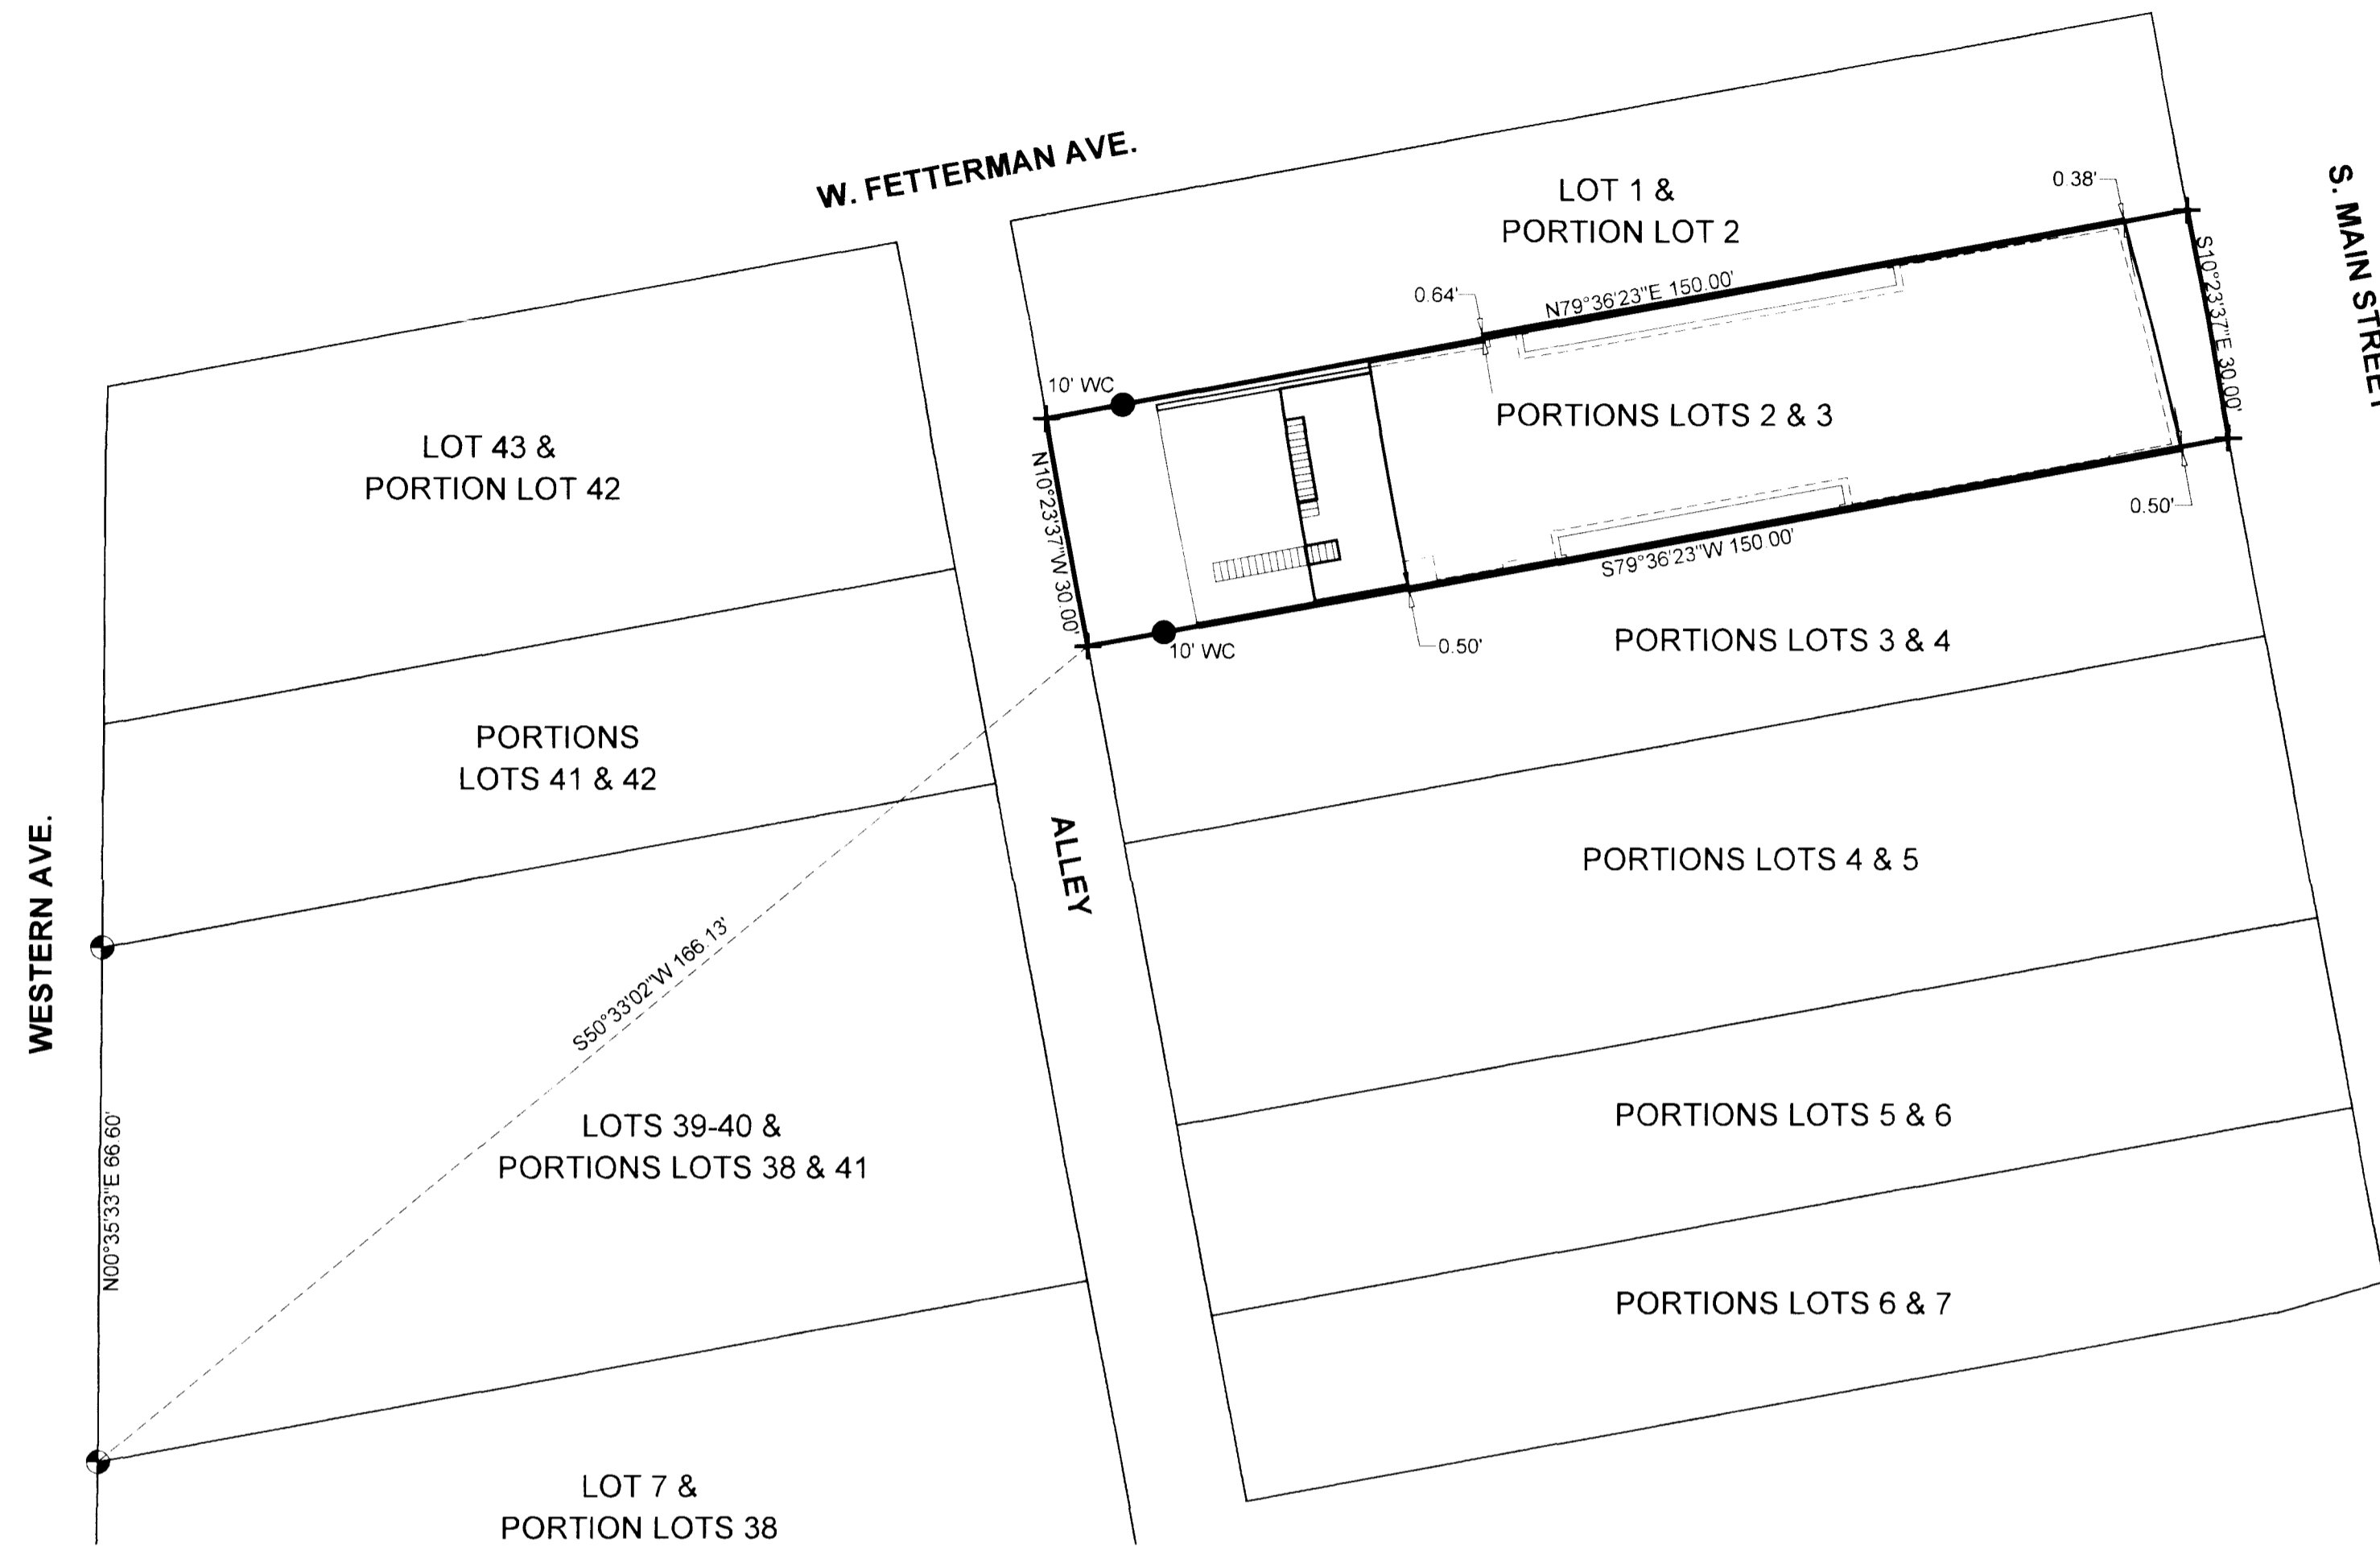 W. FETTERMAN AVE.
LOT 1 &
PORTION LOT 2
0.38'
S. MAIN STREET
S10°23'37"E 30.00'
N79°36'23"E 150.00'
0.64'
10' WC
PORTIONS LOTS 2 & 3
LOT 43 &
PORTION LOT 42
N10°23'37"W 30.00'
0.50'
S79°36'23"W 150.00'
10' WC
0.50'
PORTIONS LOTS 3 & 4
PORTIONS
LOTS 41 & 42
WESTERN AVE.
ALLEY
PORTIONS LOTS 4 & 5
S50°33'02"W 166.13'
N00°35'33"E 66.60'
LOTS 39-40 &
PORTIONS LOTS 38 & 41
PORTIONS LOTS 5 & 6
PORTIONS LOTS 6 & 7
LOT 7 &
PORTION LOTS 38